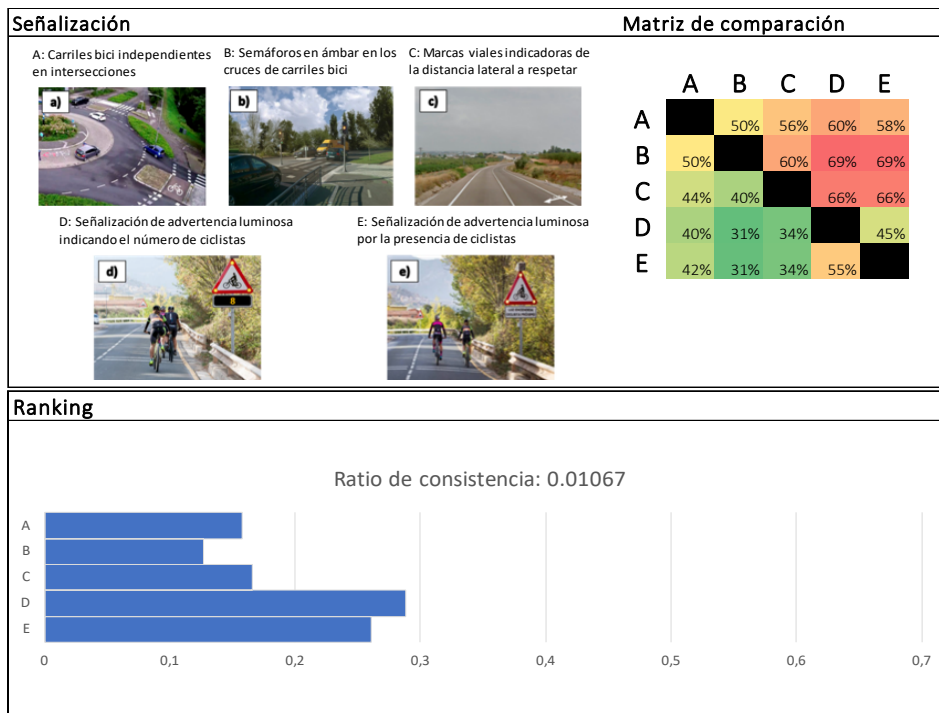 Señalización
Matriz de comparación
A: Carriles bici independientes
en intersecciones
B: Semáforos en ámbar en los
cruces de carriles bici
C: Marcas viales indicadoras de
la distancia lateral a respetar
a)
b)
c)
D: Señalización de advertencia luminosa
indicando el número de ciclistas
E: Señalización de advertencia luminosa
por la presencia de ciclistas
d)
8
e)
A B C D E
A 50% 56% 60% 58%
B 50% 60% 69% 69%
C 44% 40% 66% 66%
D 40% 31% 34% 45%
E 42% 31% 34% 55%
Ranking
Ratio de consistencia: 0.01067
A
B
C
D
E
0 0,1 0,2 0,3 0,4 0,5 0,6 0,7